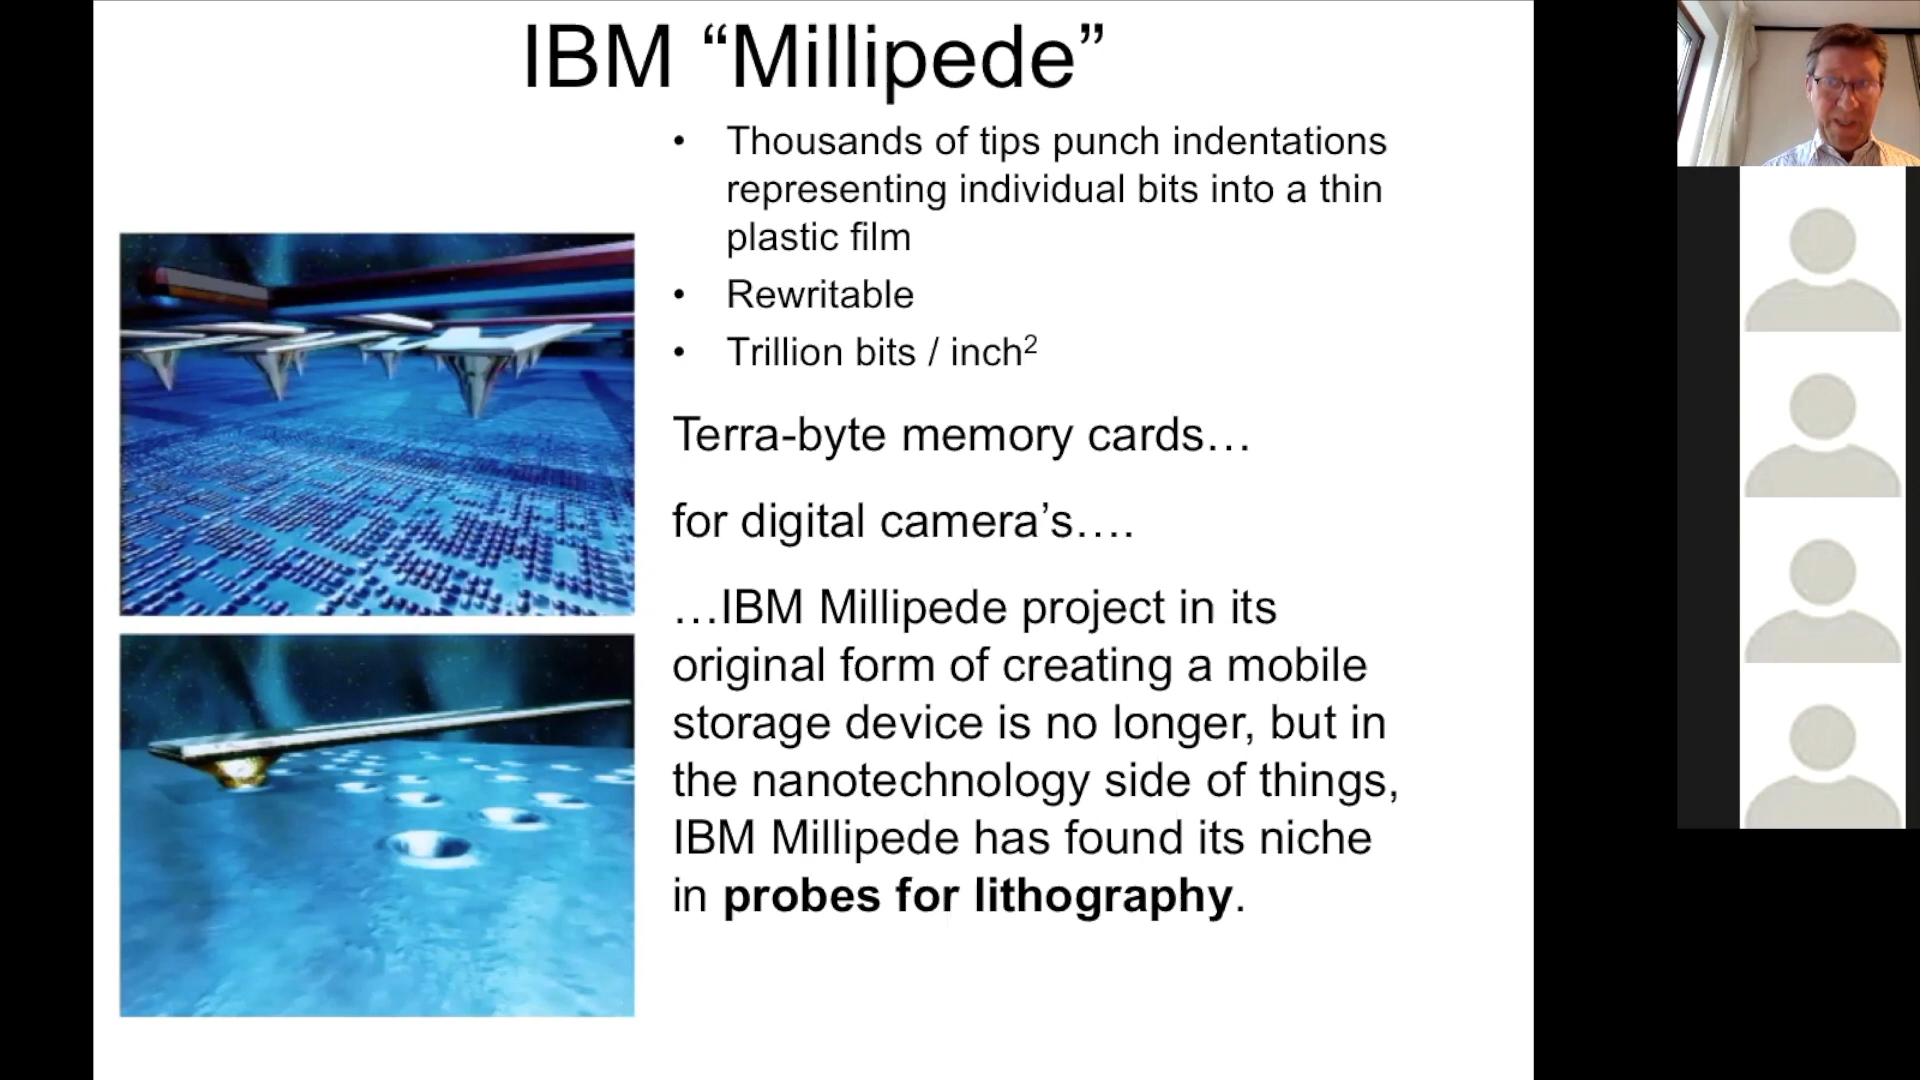 IBM “Millipede”
• Thousands of tips punch indentations
representing individual bits into a thin
plastic film
• Rewritable
• Trillion bits / inch²
Terra-byte memory cards…
for digital camera’s….
…IBM Millipede project in its
original form of creating a mobile
storage device is no longer, but in
the nanotechnology side of things,
IBM Millipede has found its niche
in probes for lithography.